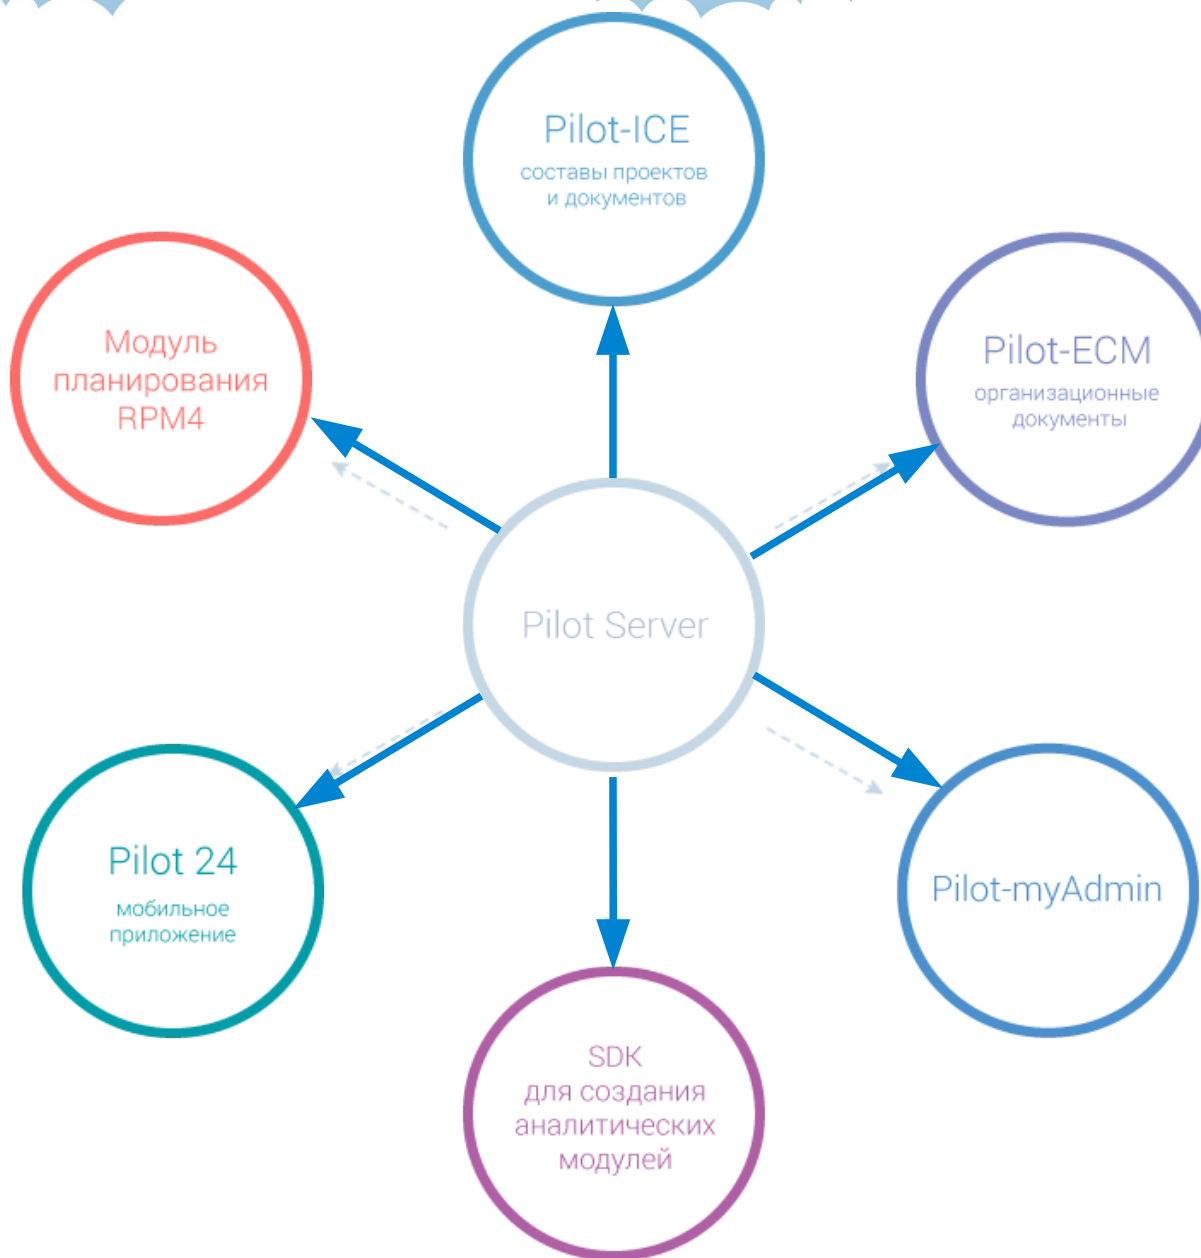 Pilot-ICE
составы проектов
и документов
Модуль
планирования
RPM4
Pilot-ECM
организационные
документы
Pilot Server
Pilot 24
мобильное
приложение
Pilot-myAdmin
SDK
для создания
аналитических
модулей